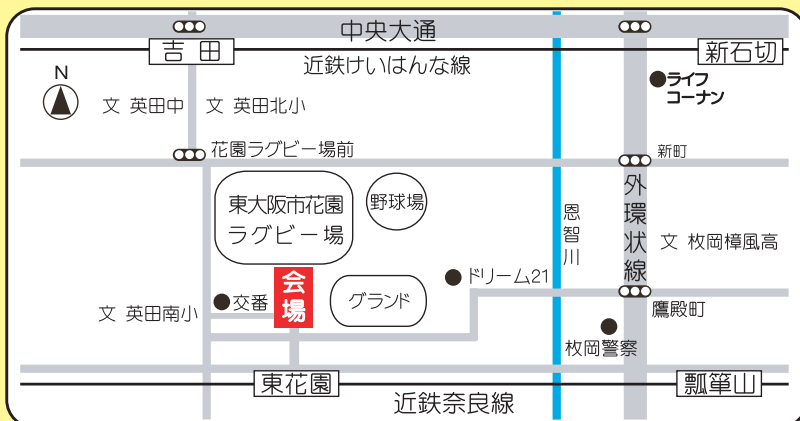 中央大通
吉田
新石切
近鉄けいはんな線
N
ライフ
コーナン
文 英田中
文 英田北小
花園ラグビー場前
新町
東大阪市花園
ラグビー場
野球場
外環状線
恩智川
文 枚岡樟風高
会場
ドリーム21
グランド
交番
文 英田南小
鷹殿町
枚岡警察
東花園
瓢箪山
近鉄奈良線